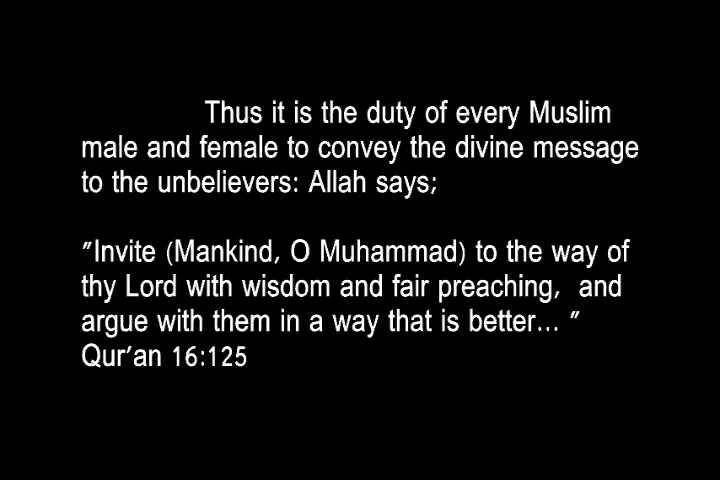 Thus it is the duty of every Muslim
male and female to convey the divine message
to the unbelievers: Allah says;
"Invite (Mankind, O Muhammad) to the way of
thy Lord with wisdom and fair preaching, and
argue with them in a way that is better... "
Qur'an 16:125